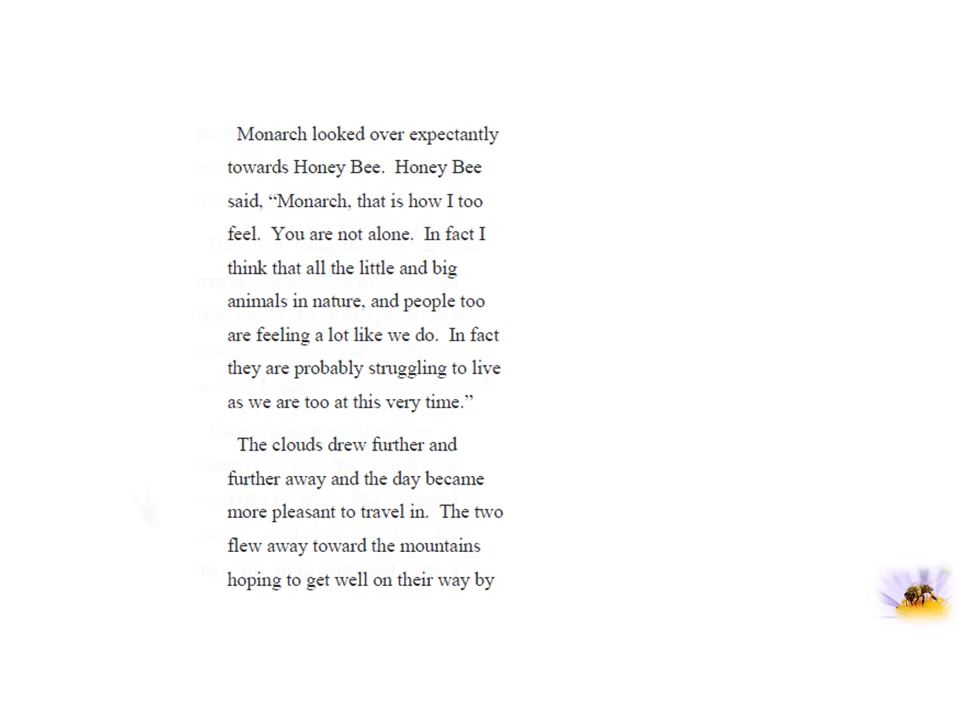 Monarch looked over expectantly
towards Honey Bee.  Honey Bee
said, “Monarch, that is how I too
feel.  You are not alone.  In fact I
think that all the little and big
animals in nature, and people too
are feeling a lot like we do.  In fact
they are probably struggling to live
as we are too at this very time.”
The clouds drew further and
further away and the day became
more pleasant to travel in.  The two
flew away toward the mountains
hoping to get well on their way by